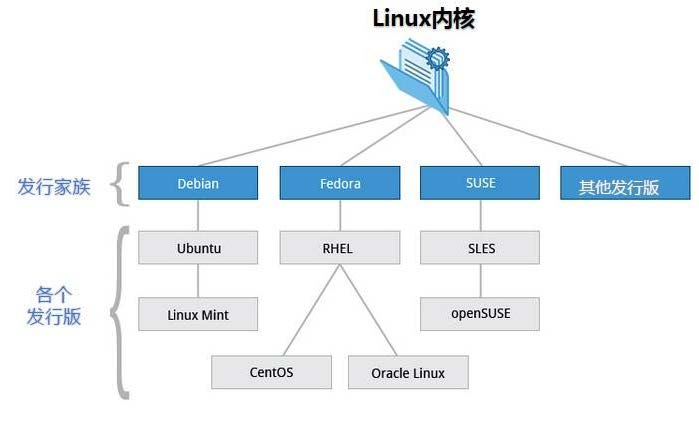 Linux内核
发行家族
Debian
Fedora
SUSE
其他发行版
各个
发行版
Ubuntu
RHEL
SLES
Linux Mint
openSUSE
CentOS
Oracle Linux